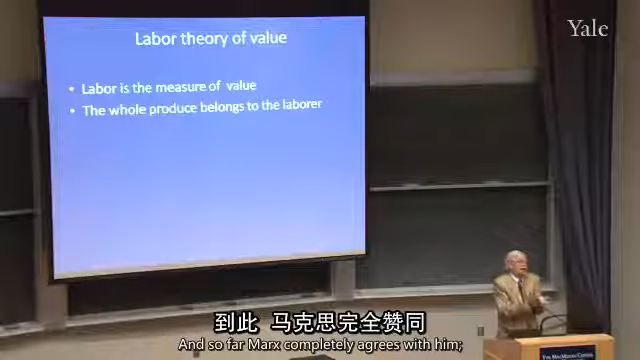 Labor theory of value
Yale
• Labor is the measure of value
• The whole produce belongs to the laborer
到此 马克思完全赞同
And so far Marx completely agrees with him;